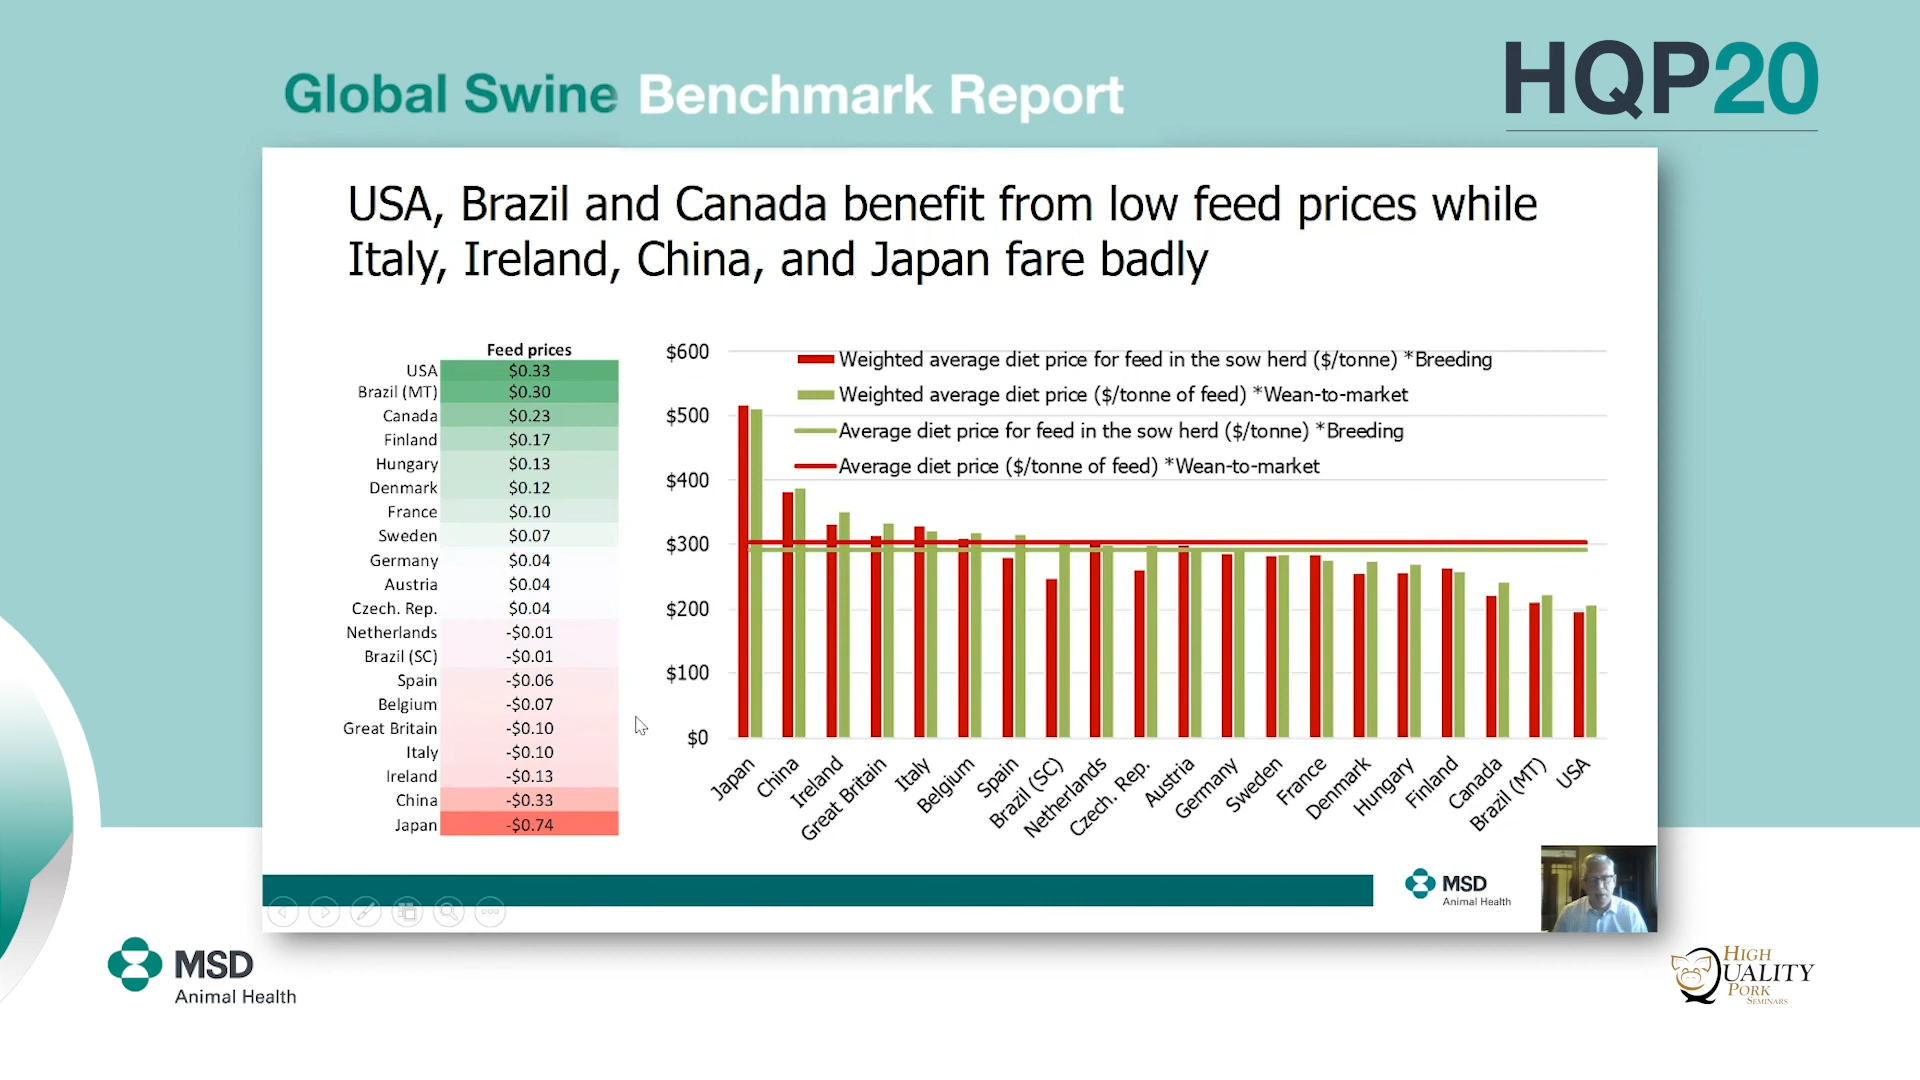 Global Swine Benchmark Report
HQP20
USA, Brazil and Canada benefit from low feed prices while
Italy, Ireland, China, and Japan fare badly
Feed prices
USA $0.33
Brazil (MT) $0.30
Canada $0.23
Finland $0.17
Hungary $0.13
Denmark $0.12
France $0.10
Sweden $0.07
Germany $0.04
Austria $0.04
Czech. Rep. $0.04
Netherlands -$0.01
Brazil (SC) -$0.01
Spain -$0.06
Belgium -$0.07
Great Britain -$0.10
Italy -$0.10
Ireland -$0.13
China -$0.33
Japan -$0.74
$600
$500
$400
$300
$200
$100
$0
Weighted average diet price for feed in the sow herd ($/tonne) *Breeding
Weighted average diet price ($/tonne of feed) *Wean-to-market
Average diet price for feed in the sow herd ($/tonne) *Breeding
Average diet price ($/tonne of feed) *Wean-to-market
Japan
China
Ireland
Great Britain
Italy
Belgium
Spain
Brazil (SC)
Netherlands
Czech. Rep.
Austria
Germany
Sweden
France
Denmark
Hungary
Finland
Canada
Brazil (MT)
USA
MSD
Animal Health
MSD
Animal Health
HIGH
QUALITY
PORK
SEMINARS